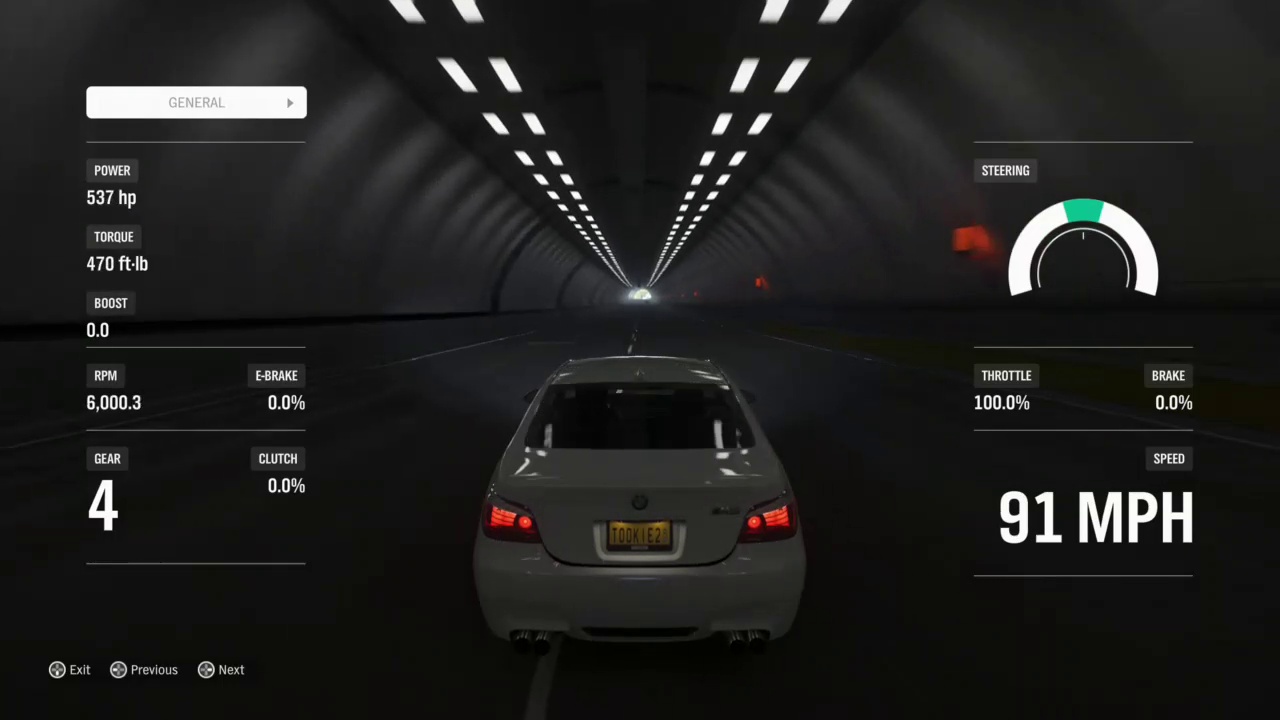 GENERAL
POWER
537 hp
TORQUE
470 ft·lb
BOOST
0.0
RPM
E-BRAKE
6,000.3
0.0%
GEAR
CLUTCH
4
0.0%
STEERING
THROTTLE
BRAKE
100.0%
0.0%
SPEED
91 MPH
TOOKIE2
Exit
Previous
Next